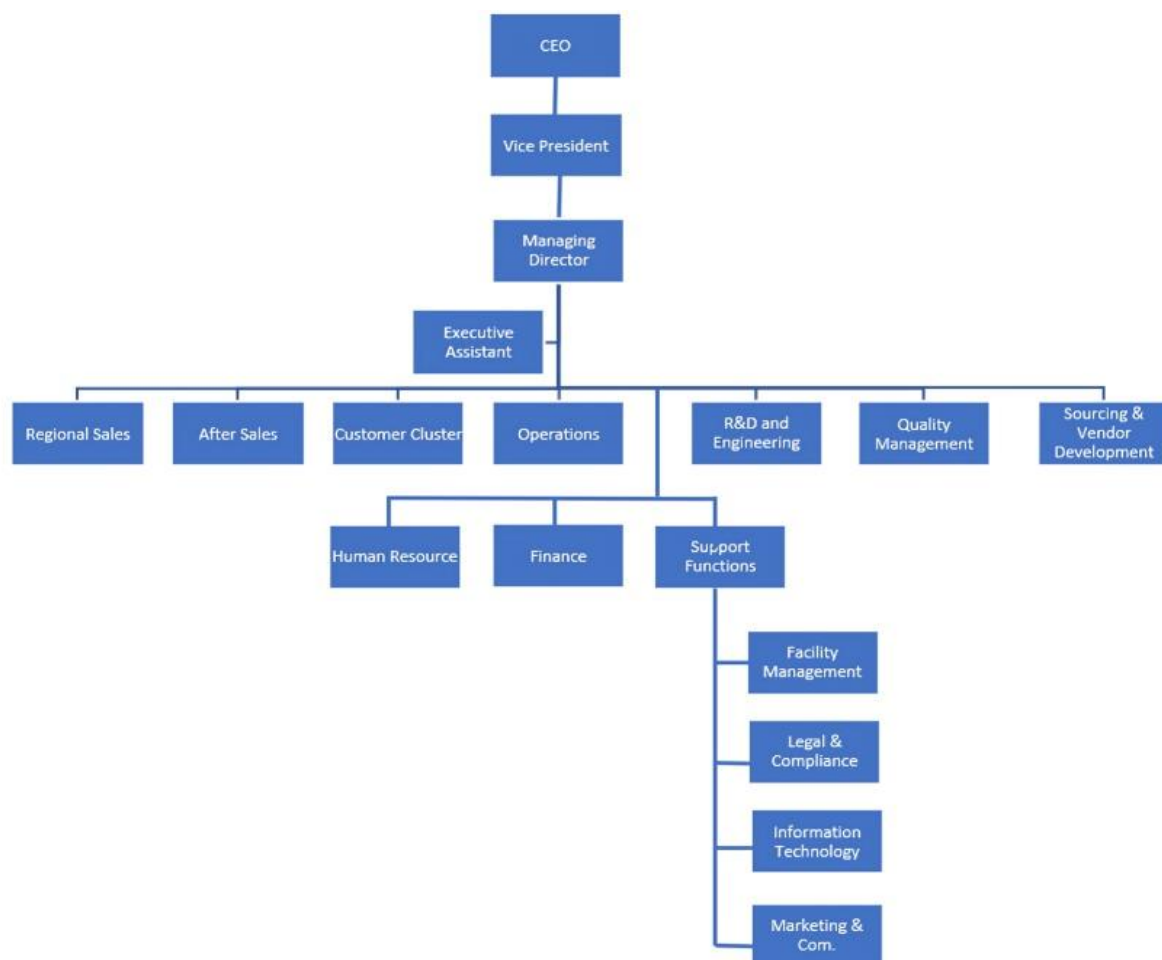 CEO
Vice President
Managing
Director
Executive
Assistant
Regional Sales
After Sales
Customer Cluster
Operations
R&D and
Engineering
Quality
Management
Sourcing &
Vendor
Development
Human Resource
Finance
Support
Functions
Facility
Management
Legal &
Compliance
Information
Technology
Marketing &
Com.